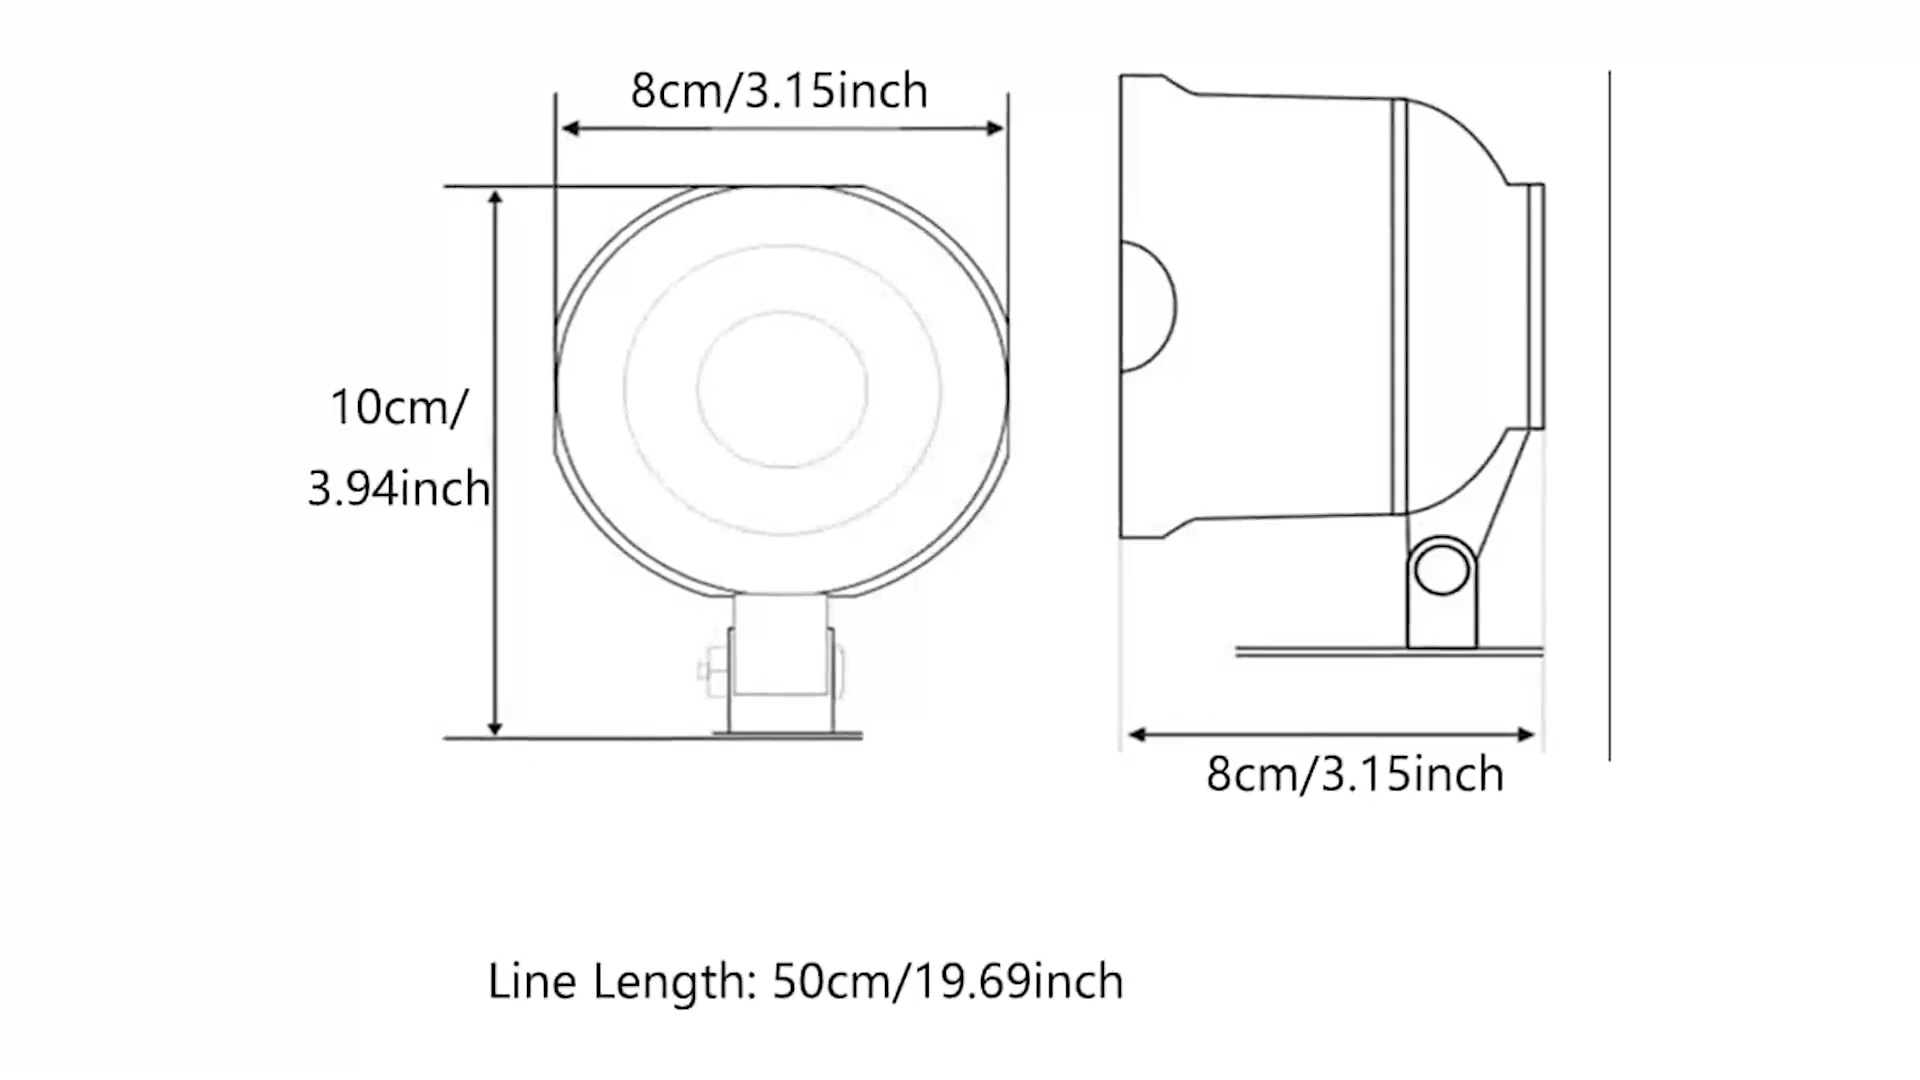 8cm/3.15inch
10cm/
3.94inch
8cm/3.15inch
Line Length: 50cm/19.69inch